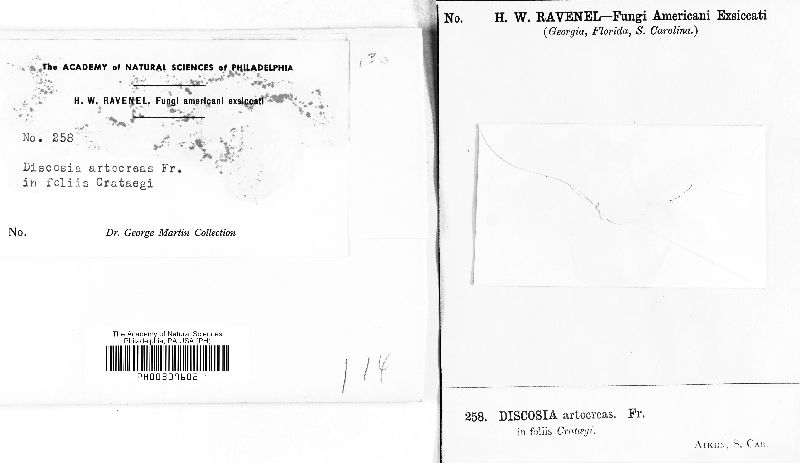 The ACADEMY of NATURAL SCIENCES of PHILADELPHIA
H. W. RAVENEL. Fungi americani exsiccati
No. 258
Discosia artocreas Fr.
in foliis Crataegi
No.
Dr. George Martin Collection
The Academy of Natural Sciences
Philadelphia, PA USA (PH)
114
No.
H. W. RAVENEL—Fungi Americani Exsiccati
(Georgia, Florida, S. Carolina.)
258. DISCOSIA artocreas. Fr.
in foliis Cratægi.
AIKEN, S. CAR.